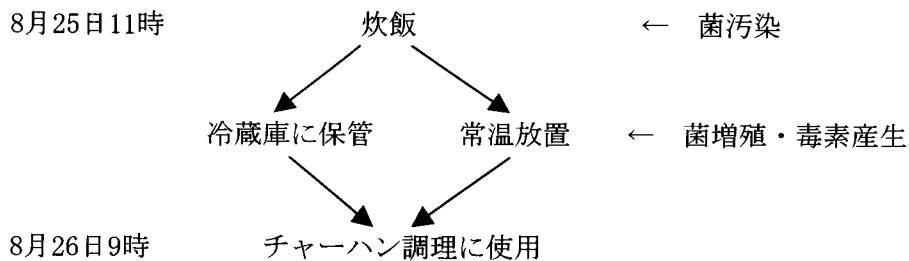 8月25日11時 炊飯 ← 菌汚染
冷蔵庫に保管 常温放置 ← 菌増殖・毒素産生
8月26日9時 チャーハン調理に使用